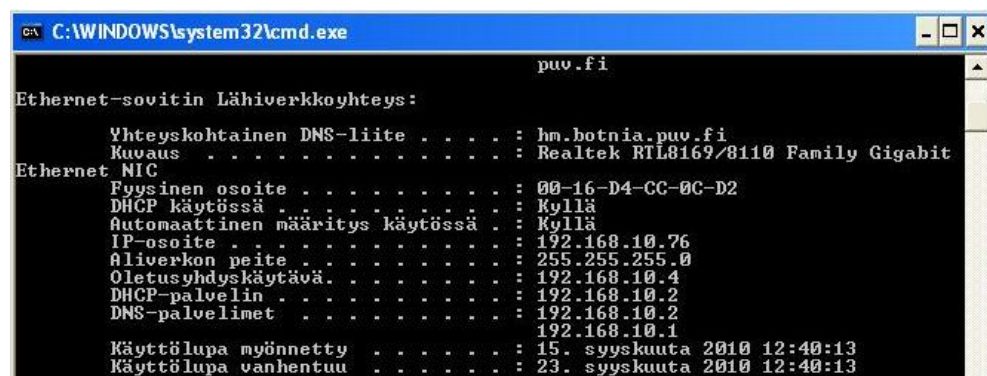 C:\WINDOWS\system32\cmd.exe
puv.fi
Ethernet-sovitin Lähiverkkoyhteys:
Yhteyskohtainen DNS-liite . . . . : hm.botnia.puv.fi
Kuvaus . . . . . . . . . . . . . : Realtek RTL8169/8110 Family Gigabit
Ethernet NIC
Fyysinen osoite . . . . . . . . . : 00-16-D4-CC-0C-D2
DHCP käytössä . . . . . . . . . . : Kyllä
Automaattinen määritys käytössä . : Kyllä
IP-osoite . . . . . . . . . . . . : 192.168.10.76
Aliverkon peite . . . . . . . . . : 255.255.255.0
Oletusyhdyskäytävä. . . . . . . . : 192.168.10.4
DHCP-palvelin . . . . . . . . . . : 192.168.10.2
DNS-palvelimet . . . . . . . . . : 192.168.10.2
192.168.10.1
Käyttölupa myönnetty . . . . . . : 15. syyskuuta 2010 12:40:13
Käyttölupa vanhentuu . . . . . . : 23. syyskuuta 2010 12:40:13